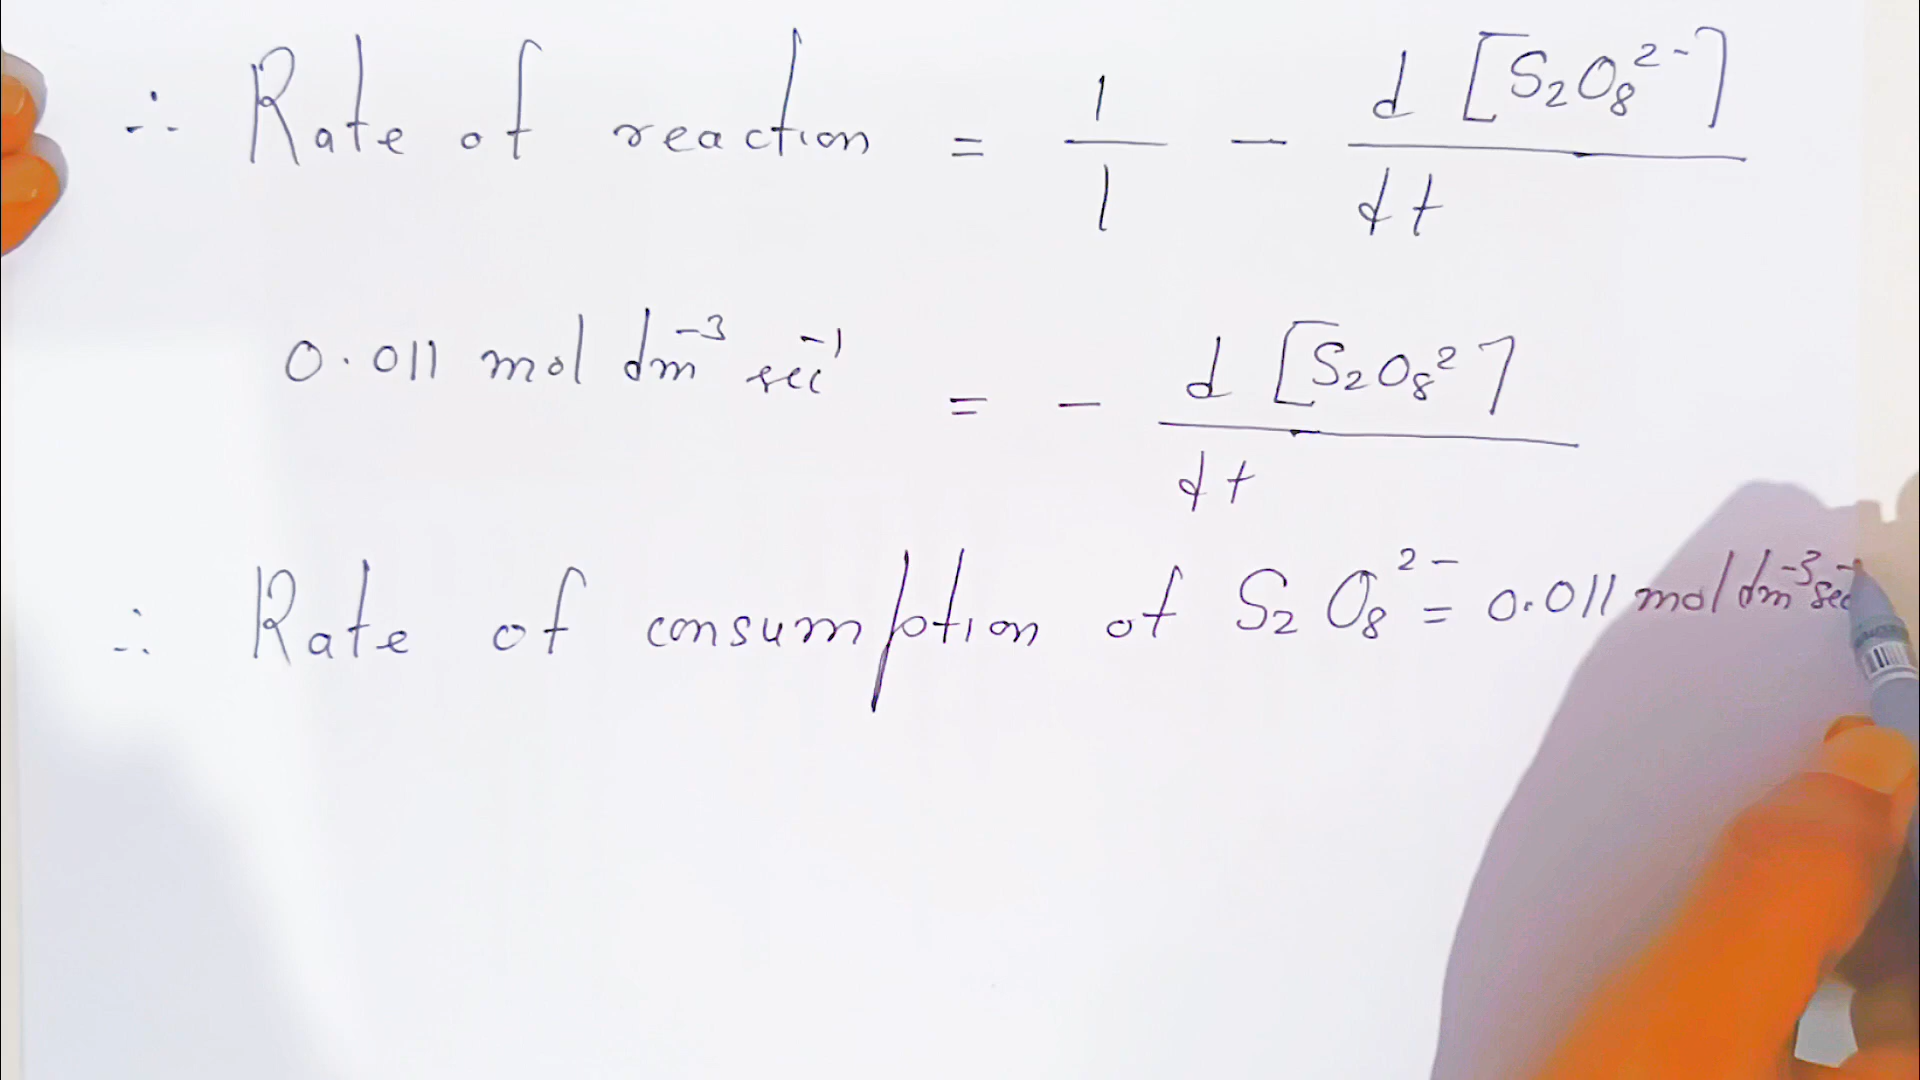 ∴ Rate of reaction = 1/1 - d [S₂O₈²⁻] / dt
0.011 mol dm⁻³ sec⁻¹ = - d [S₂O₈²] / dt
∴ Rate of consumption of S₂O₈²⁻ = 0.011 mol dm⁻³ sec⁻